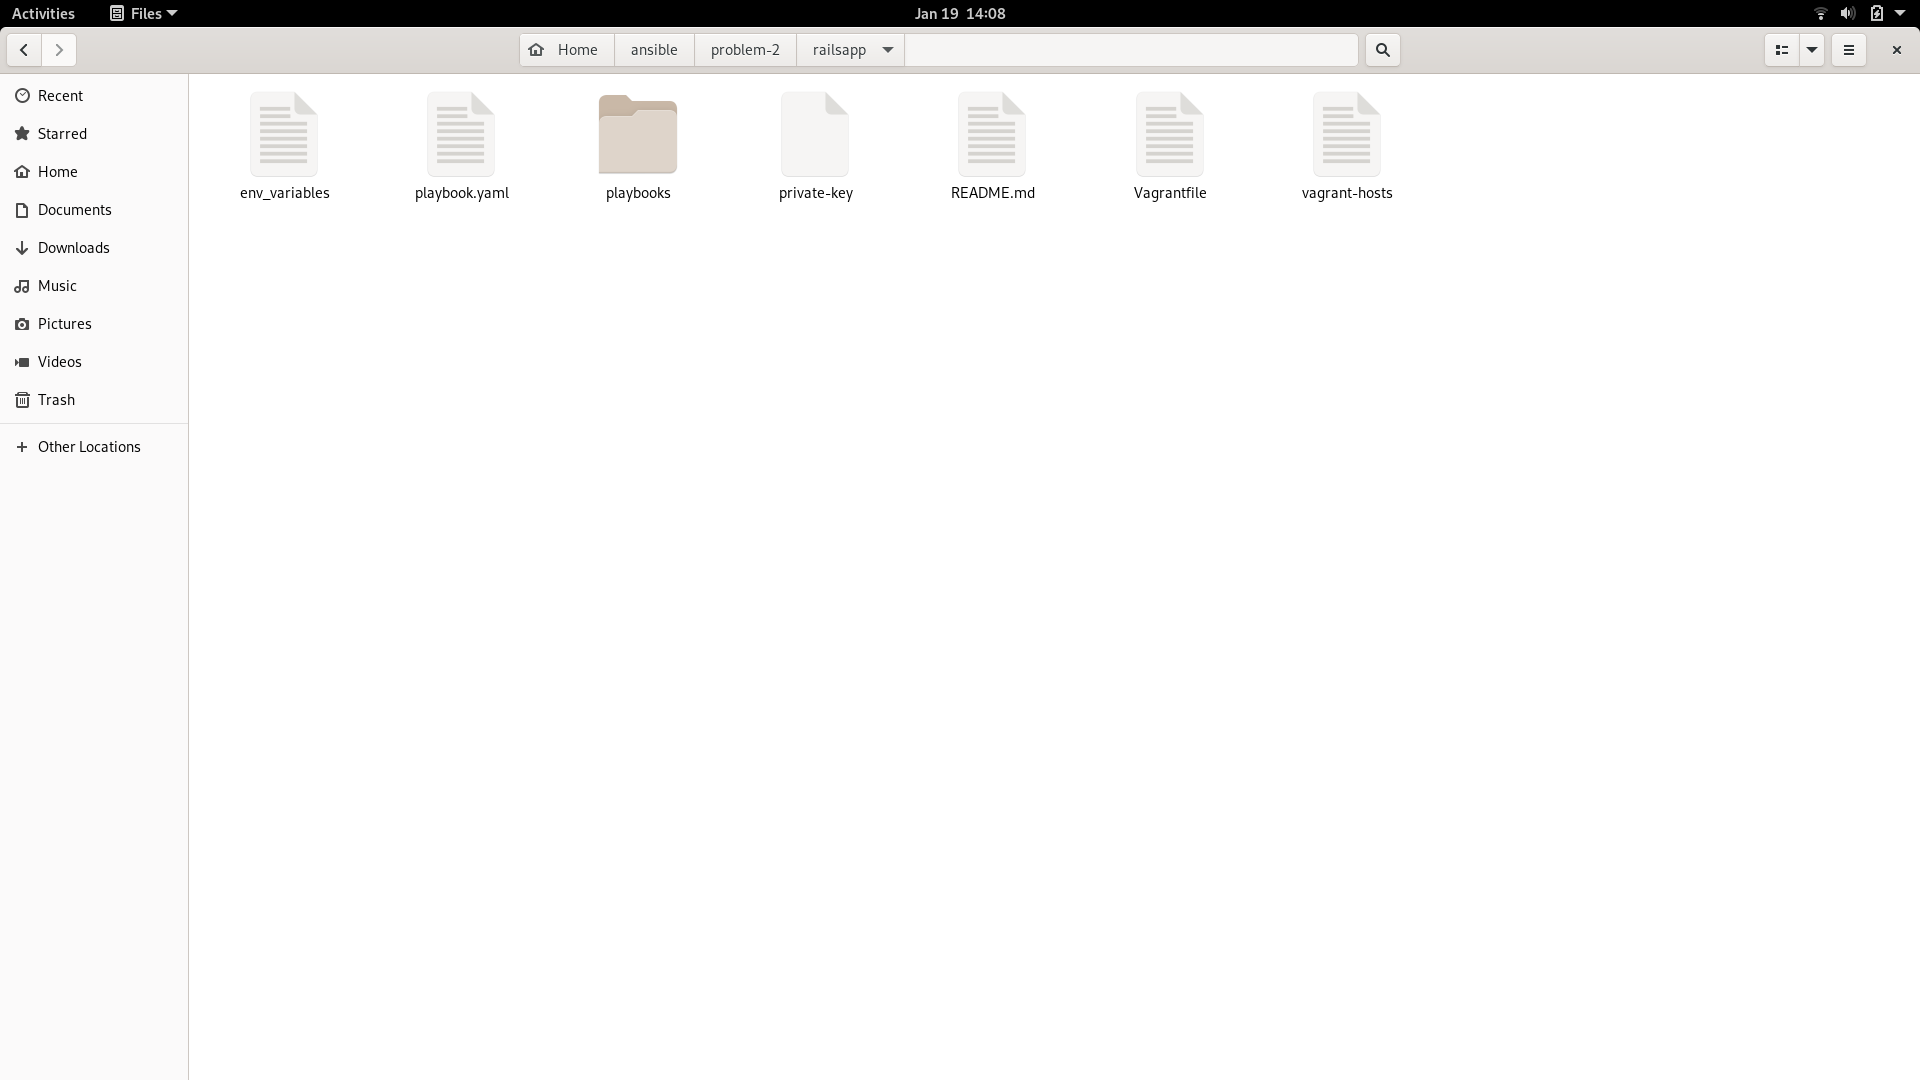 Activities Files Jan 19 14:08
Home ansible problem-2 railsapp
Recent
Starred
Home
Documents
Downloads
Music
Pictures
Videos
Trash
Other Locations
env_variables playbook.yaml playbooks private-key README.md Vagrantfile vagrant-hosts